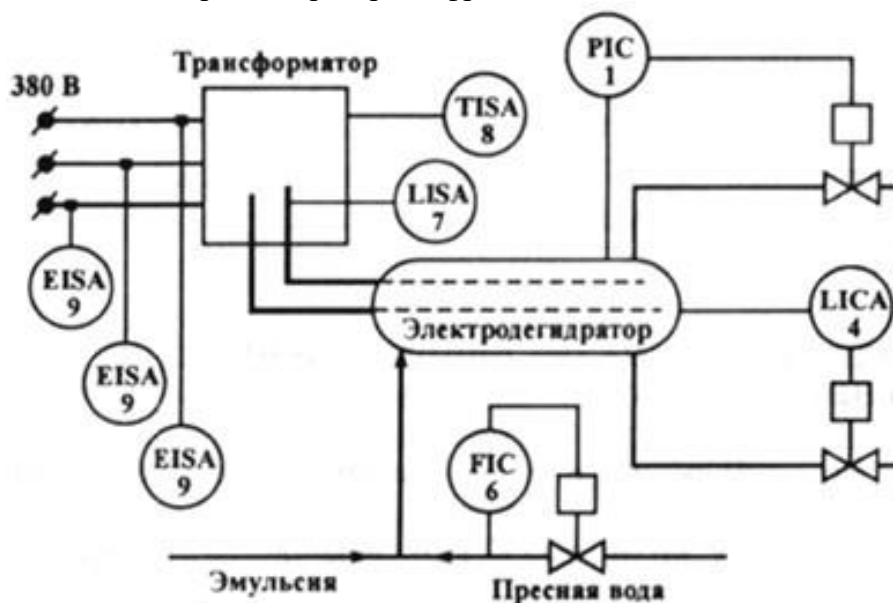 PIC
1
Трансформатор
380 В
TISA
8
LISA
7
EISA
9
LICA
4
Электродегидратор
EISA
9
EISA
9
FIC
6
Эмульсия
Пресная вода